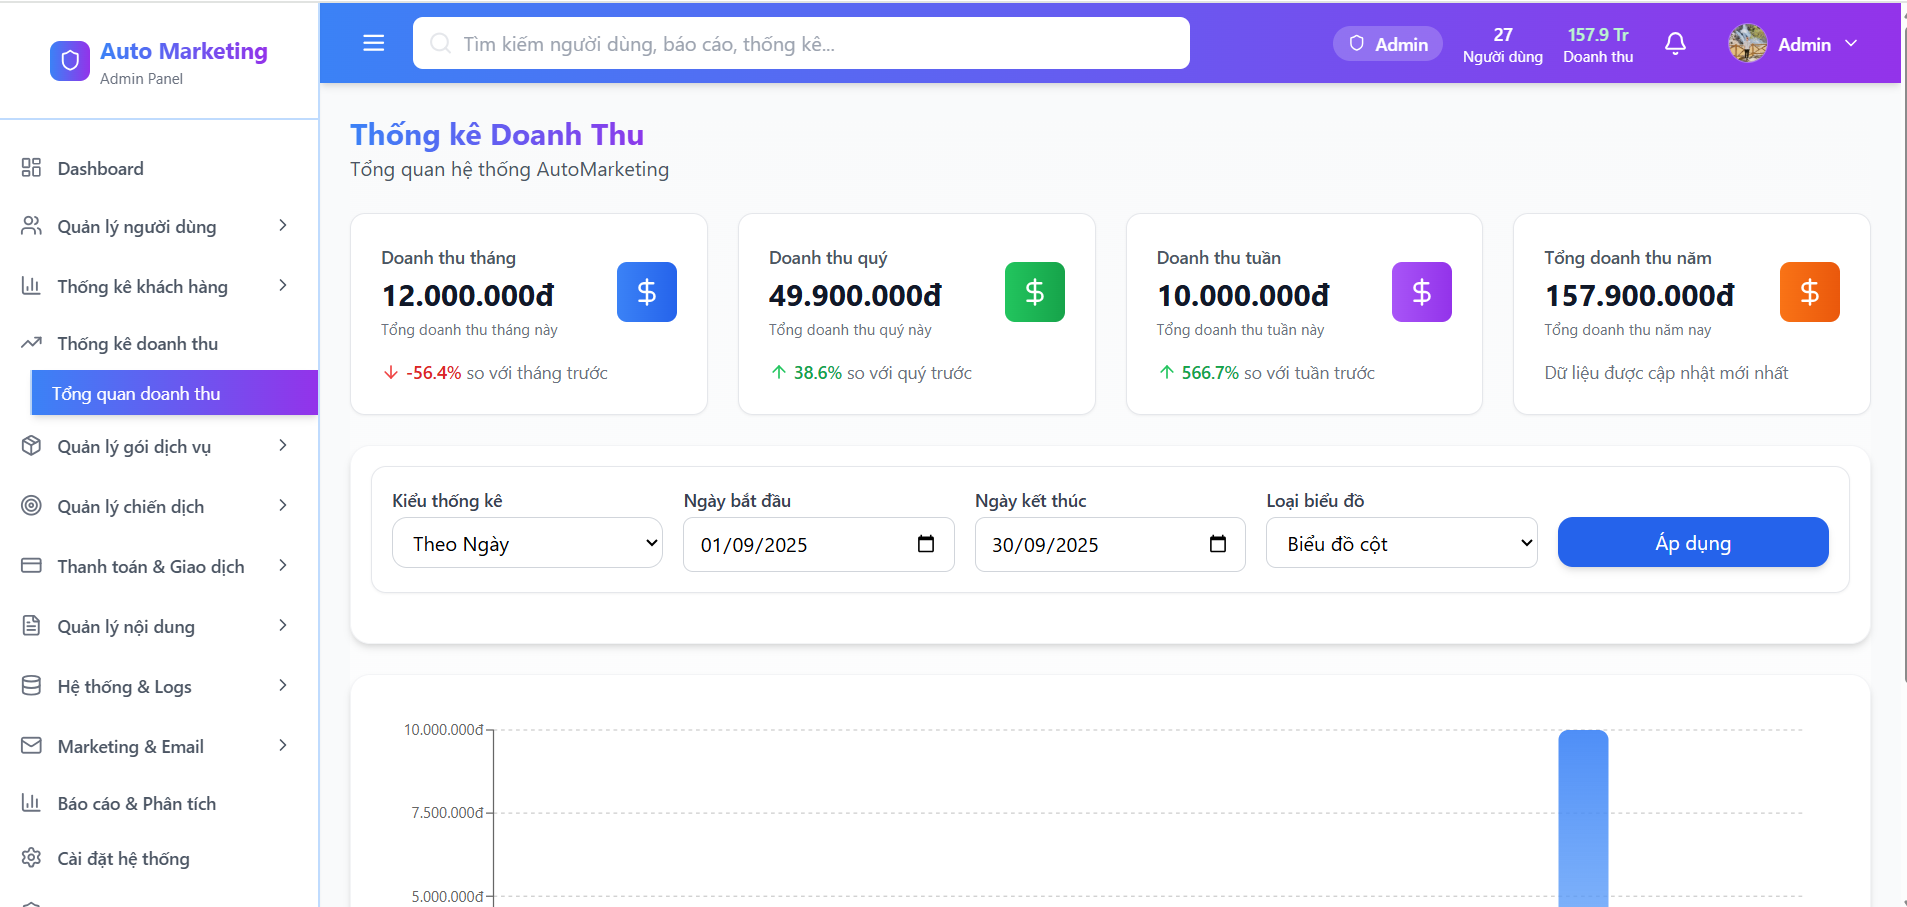 Auto Marketing
Admin Panel
Dashboard
Quản lý người dùng
Thống kê khách hàng
Thống kê doanh thu
Tổng quan doanh thu
Quản lý gói dịch vụ
Quản lý chiến dịch
Thanh toán & Giao dịch
Quản lý nội dung
Hệ thống & Logs
Marketing & Email
Báo cáo & Phân tích
Cài đặt hệ thống
Tìm kiếm người dùng, báo cáo, thống kê...
Admin
27
Người dùng
157.9 Tr
Doanh thu
Admin
Thống kê Doanh Thu
Tổng quan hệ thống AutoMarketing
Doanh thu tháng
12.000.000đ
Tổng doanh thu tháng này
-56.4% so với tháng trước
Doanh thu quý
49.900.000đ
Tổng doanh thu quý này
38.6% so với quý trước
Doanh thu tuần
10.000.000đ
Tổng doanh thu tuần này
566.7% so với tuần trước
Tổng doanh thu năm
157.900.000đ
Tổng doanh thu năm nay
Dữ liệu được cập nhật mới nhất
Kiểu thống kê
Theo Ngày
Ngày bắt đầu
01/09/2025
Ngày kết thúc
30/09/2025
Loại biểu đồ
Biểu đồ cột
Áp dụng
10.000.000đ
7.500.000đ
5.000.000đ